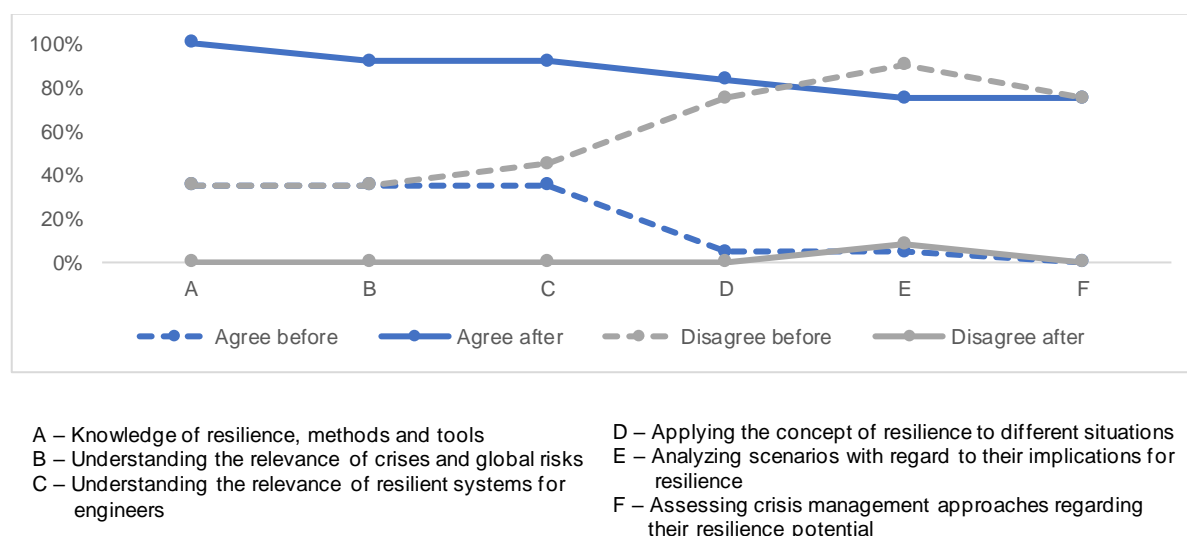 100%
80%
60%
40%
20%
0%
A B C D E F
Agree before Agree after Disagree before Disagree after
A – Knowledge of resilience, methods and tools
B – Understanding the relevance of crises and global risks
C – Understanding the relevance of resilient systems for
engineers
D – Applying the concept of resilience to different situations
E – Analyzing scenarios with regard to their implications for
resilience
F – Assessing crisis management approaches regarding
their resilience potential